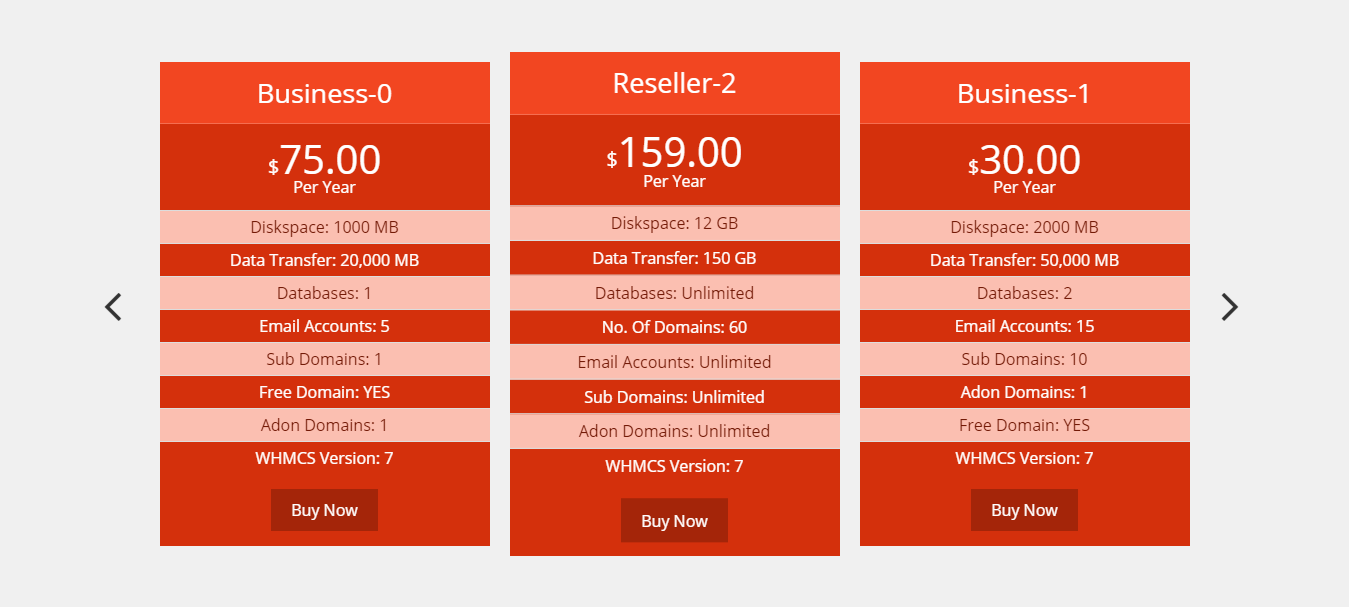 Business-0
$75.00
Per Year
Diskspace: 1000 MB
Data Transfer: 20,000 MB
Databases: 1
Email Accounts: 5
Sub Domains: 1
Free Domain: YES
Adon Domains: 1
WHMCS Version: 7
Buy Now
Reseller-2
$159.00
Per Year
Diskspace: 12 GB
Data Transfer: 150 GB
Databases: Unlimited
No. Of Domains: 60
Email Accounts: Unlimited
Sub Domains: Unlimited
Adon Domains: Unlimited
WHMCS Version: 7
Buy Now
Business-1
$30.00
Per Year
Diskspace: 2000 MB
Data Transfer: 50,000 MB
Databases: 2
Email Accounts: 15
Sub Domains: 10
Adon Domains: 1
Free Domain: YES
WHMCS Version: 7
Buy Now